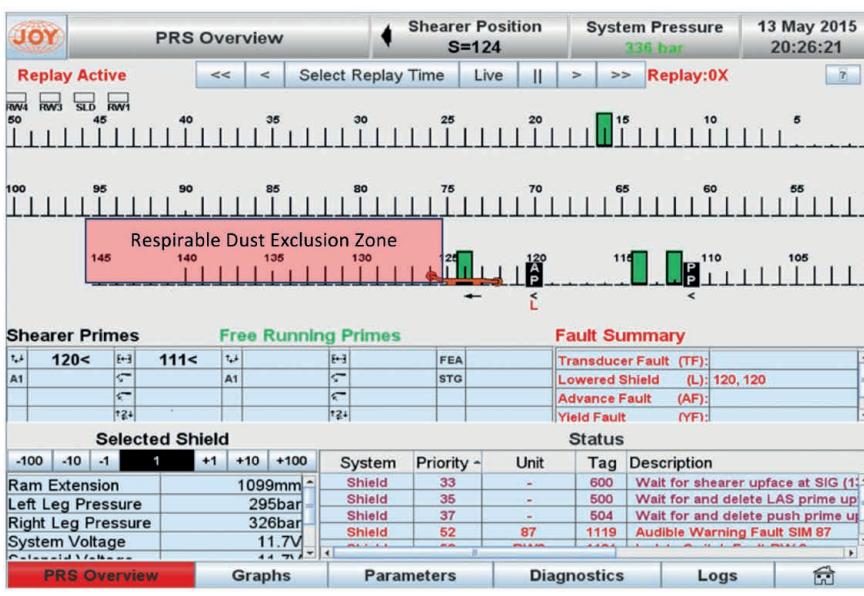 JOY PRS Overview Shearer Position System Pressure 13 May 2015
S=124 336 bar 20:26:21
Replay Active << < Select Replay Time Live || > >> Replay:0X ?
RW4 RW3 SLD RW1
50 45 40 35 30 25 20 15 10 5
100 95 90 85 80 75 70 65 60 55
Respirable Dust Exclusion Zone
145 140 135 130 125 120 115 110 105
A P P P
< <
L
Shearer Primes Free Running Primes Fault Summary
120< 111< FEA Transducer Fault (TF):
A1 A1 STG Lowered Shield (L): 120, 120
Advance Fault (AF):
Yield Fault (YF):
Selected Shield Status
-100 -10 -1 1 +1 +10 +100 System Priority Unit Tag Description
Ram Extension 1099mm Shield 33 - 600 Wait for shearer upface at SIG
Left Leg Pressure 295bar Shield 35 - 500 Wait for and delete LAS prime up
Right Leg Pressure 326bar Shield 37 - 504 Wait for and delete push prime
System Voltage 11.7V Shield 52 87 1119 Audible Warning Fault SIM 87
PRS Overview Graphs Parameters Diagnostics Logs